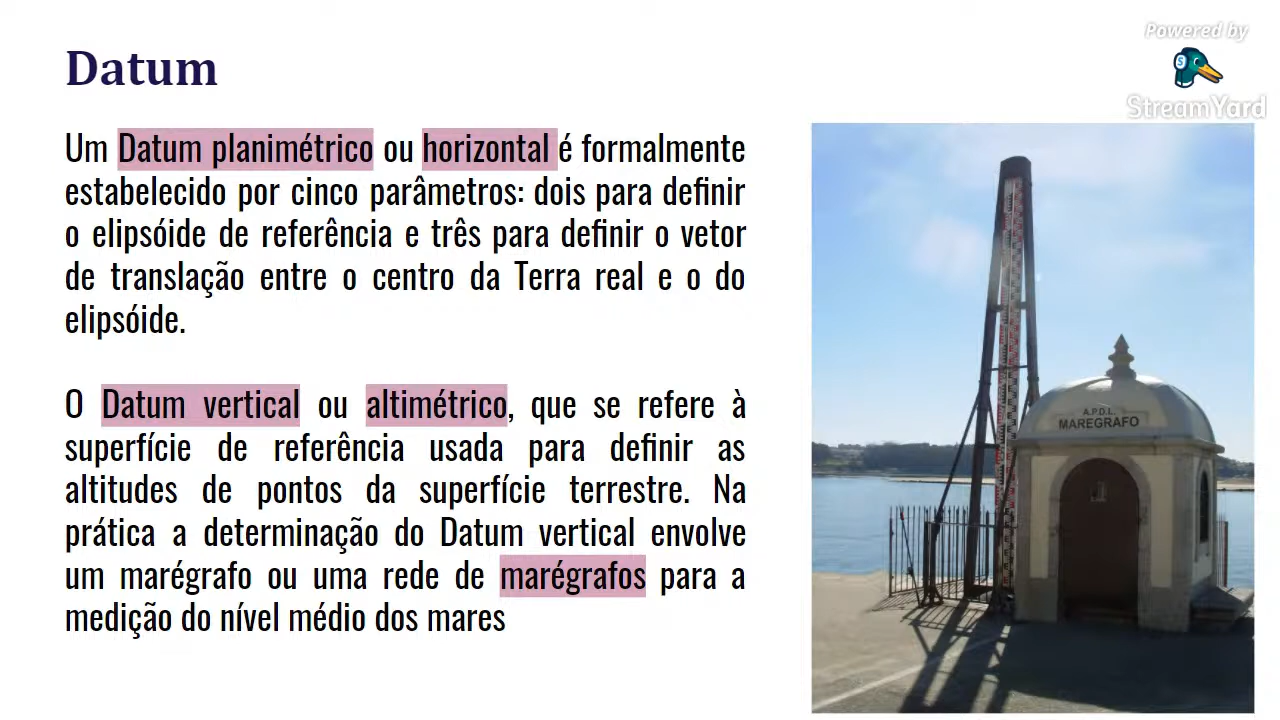 Powered by
StreamYard
Datum
Um Datum planimétrico ou horizontal é formalmente
estabelecido por cinco parâmetros: dois para definir
o elipsóide de referência e três para definir o vetor
de translação entre o centro da Terra real e o do
elipsóide.
O Datum vertical ou altimétrico, que se refere à
superfície de referência usada para definir as
altitudes de pontos da superfície terrestre. Na
prática a determinação do Datum vertical envolve
um marégrafo ou uma rede de marégrafos para a
medição do nível médio dos mares
A.P.D.L.
MAREGRAFO